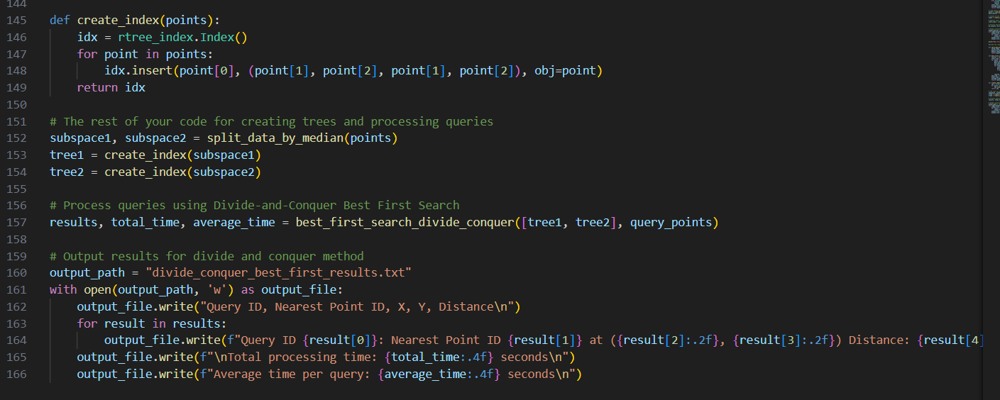 144
145 def create_index(points):
146     idx = rtree_index.Index()
147     for point in points:
148         idx.insert(point[0], (point[1], point[2], point[1], point[2]), obj=point)
149     return idx
150
151 # The rest of your code for creating trees and processing queries
152 subspace1, subspace2 = split_data_by_median(points)
153 tree1 = create_index(subspace1)
154 tree2 = create_index(subspace2)
155
156 # Process queries using Divide-and-Conquer Best First Search
157 results, total_time, average_time = best_first_search_divide_conquer([tree1, tree2], query_points)
158
159 # Output results for divide and conquer method
160 output_path = "divide_conquer_best_first_results.txt"
161 with open(output_path, 'w') as output_file:
162     output_file.write("Query ID, Nearest Point ID, X, Y, Distance\n")
163     for result in results:
164         output_file.write(f"Query ID {result[0]}: Nearest Point ID {result[1]} at ({result[2]:.2f}, {result[3]:.2f}) Distance: {result[4]
165     output_file.write(f"\nTotal processing time: {total_time:.4f} seconds\n")
166     output_file.write(f"Average time per query: {average_time:.4f} seconds\n")